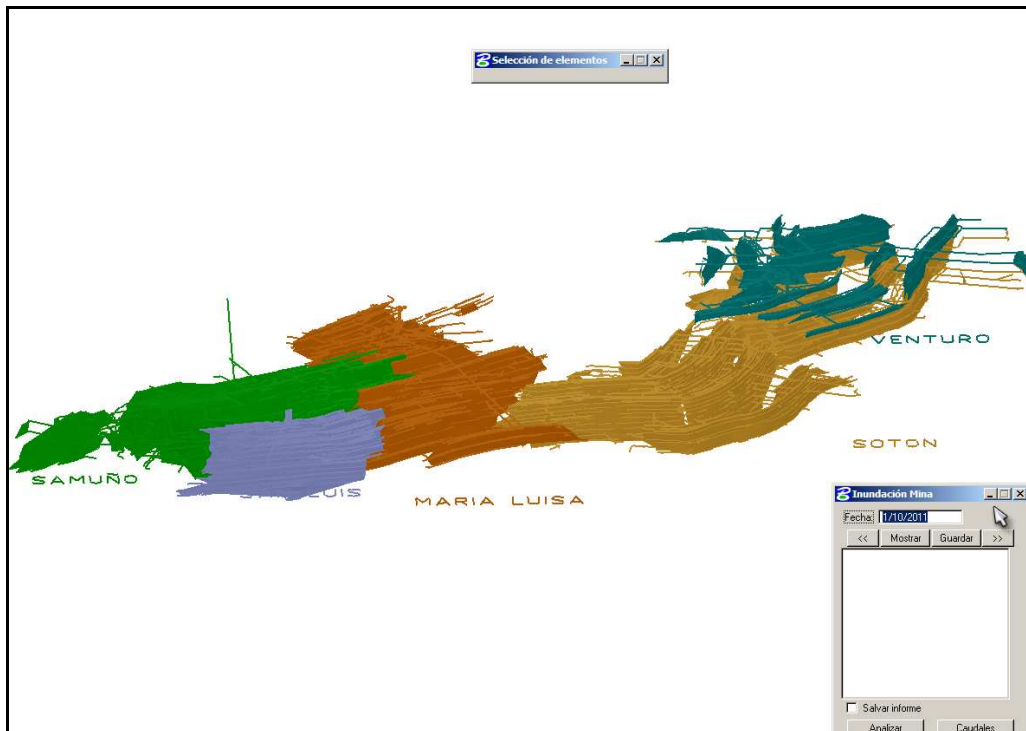 Selección de elementos
VENTURO
SOTON
SAMUÑO
LUIS
MARIA LUISA
Inundación Mina
Fecha: 1/10/2011
<< Mostrar Guardar >>
Salvar informe
Analizar Caudales